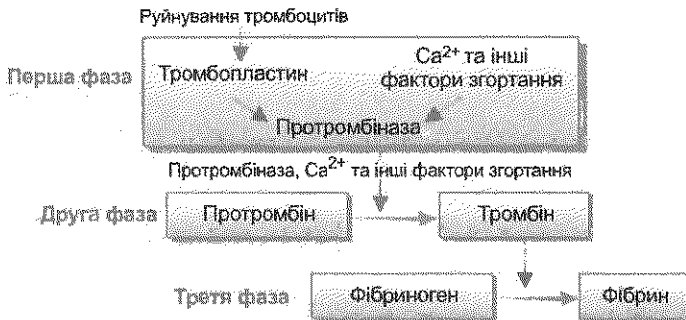 Руйнування тромбоцитів
Перша фаза
Тромбопластин
Ca²⁺ та інші
фактори згортання
Протромбіназа
Протромбіназа, Ca²⁺ та інші фактори згортання
Друга фаза
Протромбін
Тромбін
Третя фаза
Фібриноген
Фібрин